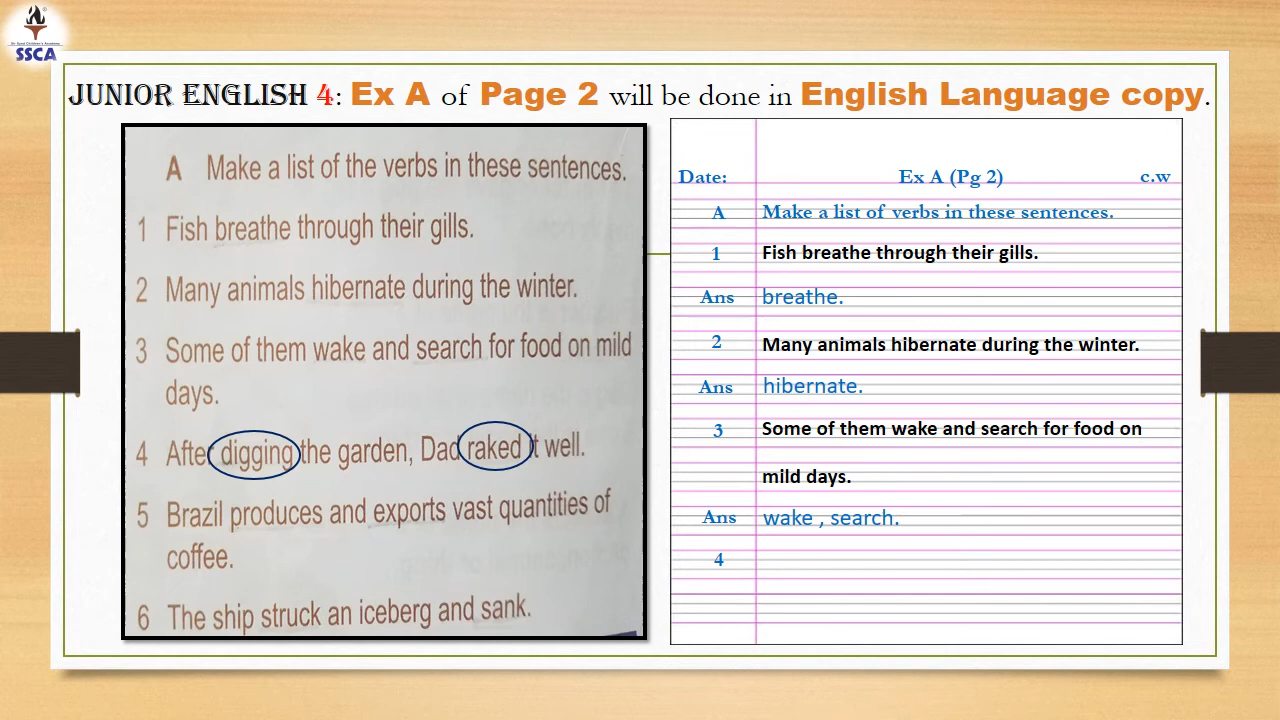 SSCA
JUNIOR ENGLISH 4: Ex A of Page 2 will be done in English Language copy.
A Make a list of the verbs in these sentences.
1 Fish breathe through their gills.
2 Many animals hibernate during the winter.
3 Some of them wake and search for food on mild
days.
4 After digging the garden, Dad raked it well.
5 Brazil produces and exports vast quantities of
coffee.
6 The ship struck an iceberg and sank.
Date: Ex A (Pg 2) c.w
A Make a list of verbs in these sentences.
1 Fish breathe through their gills.
Ans breathe.
2 Many animals hibernate during the winter.
Ans hibernate.
3 Some of them wake and search for food on
mild days.
Ans wake , search.
4